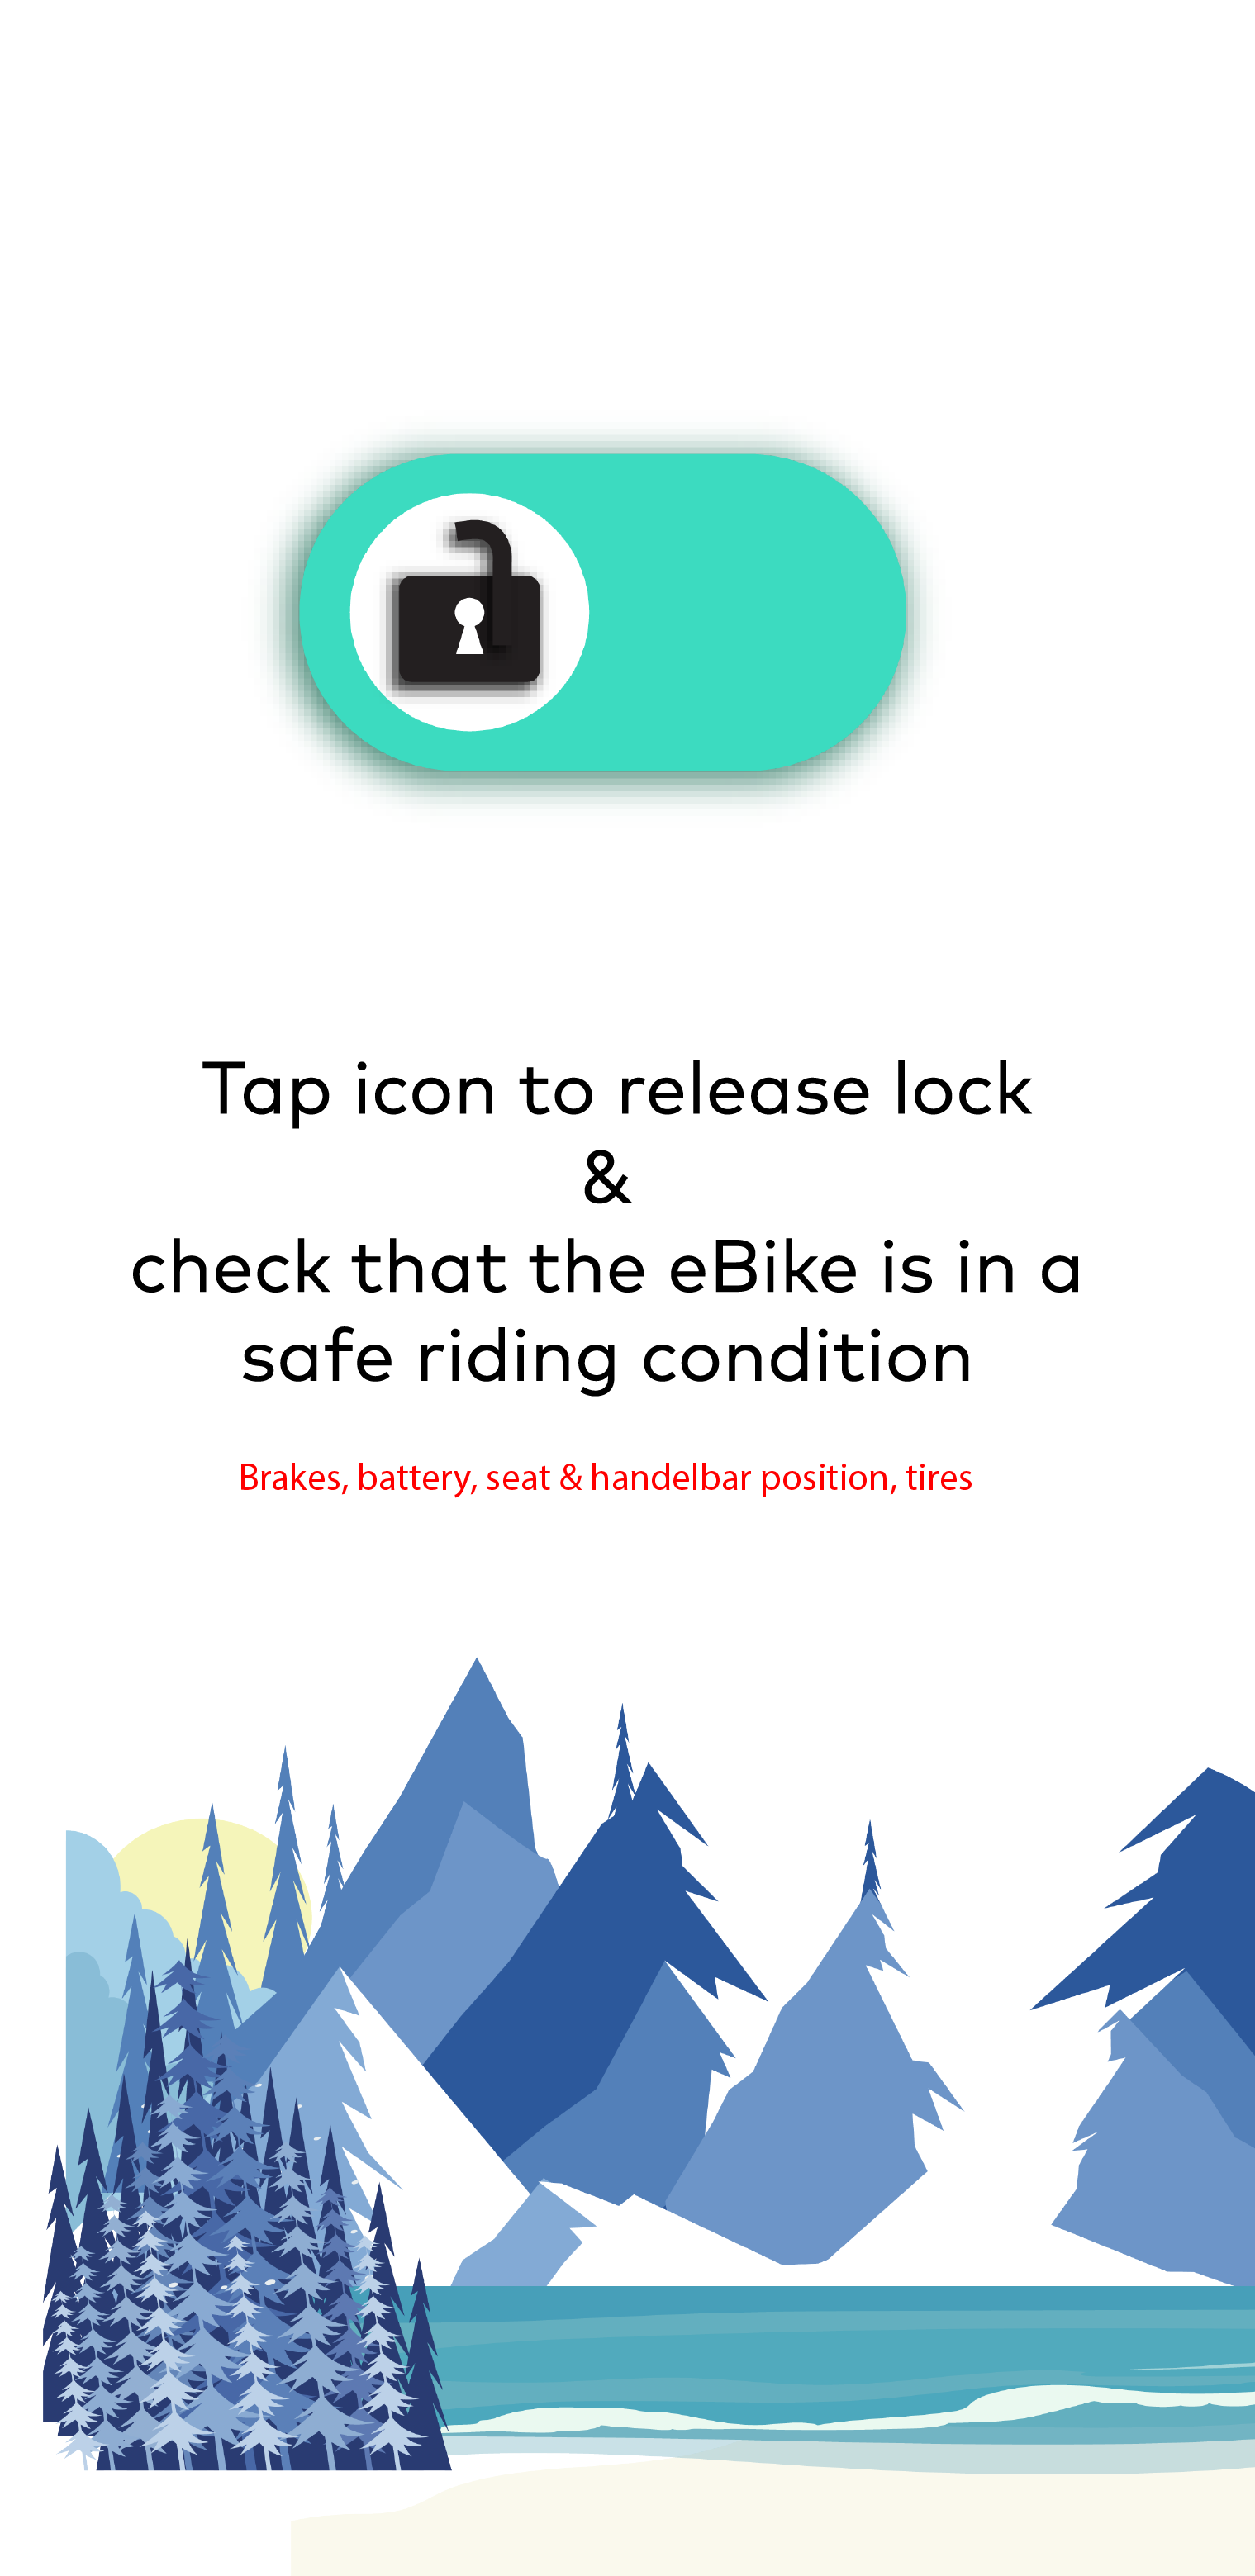 Tap icon to release lock
&
check that the eBike is in a
safe riding condition
Brakes, battery, seat & handelbar position, tires